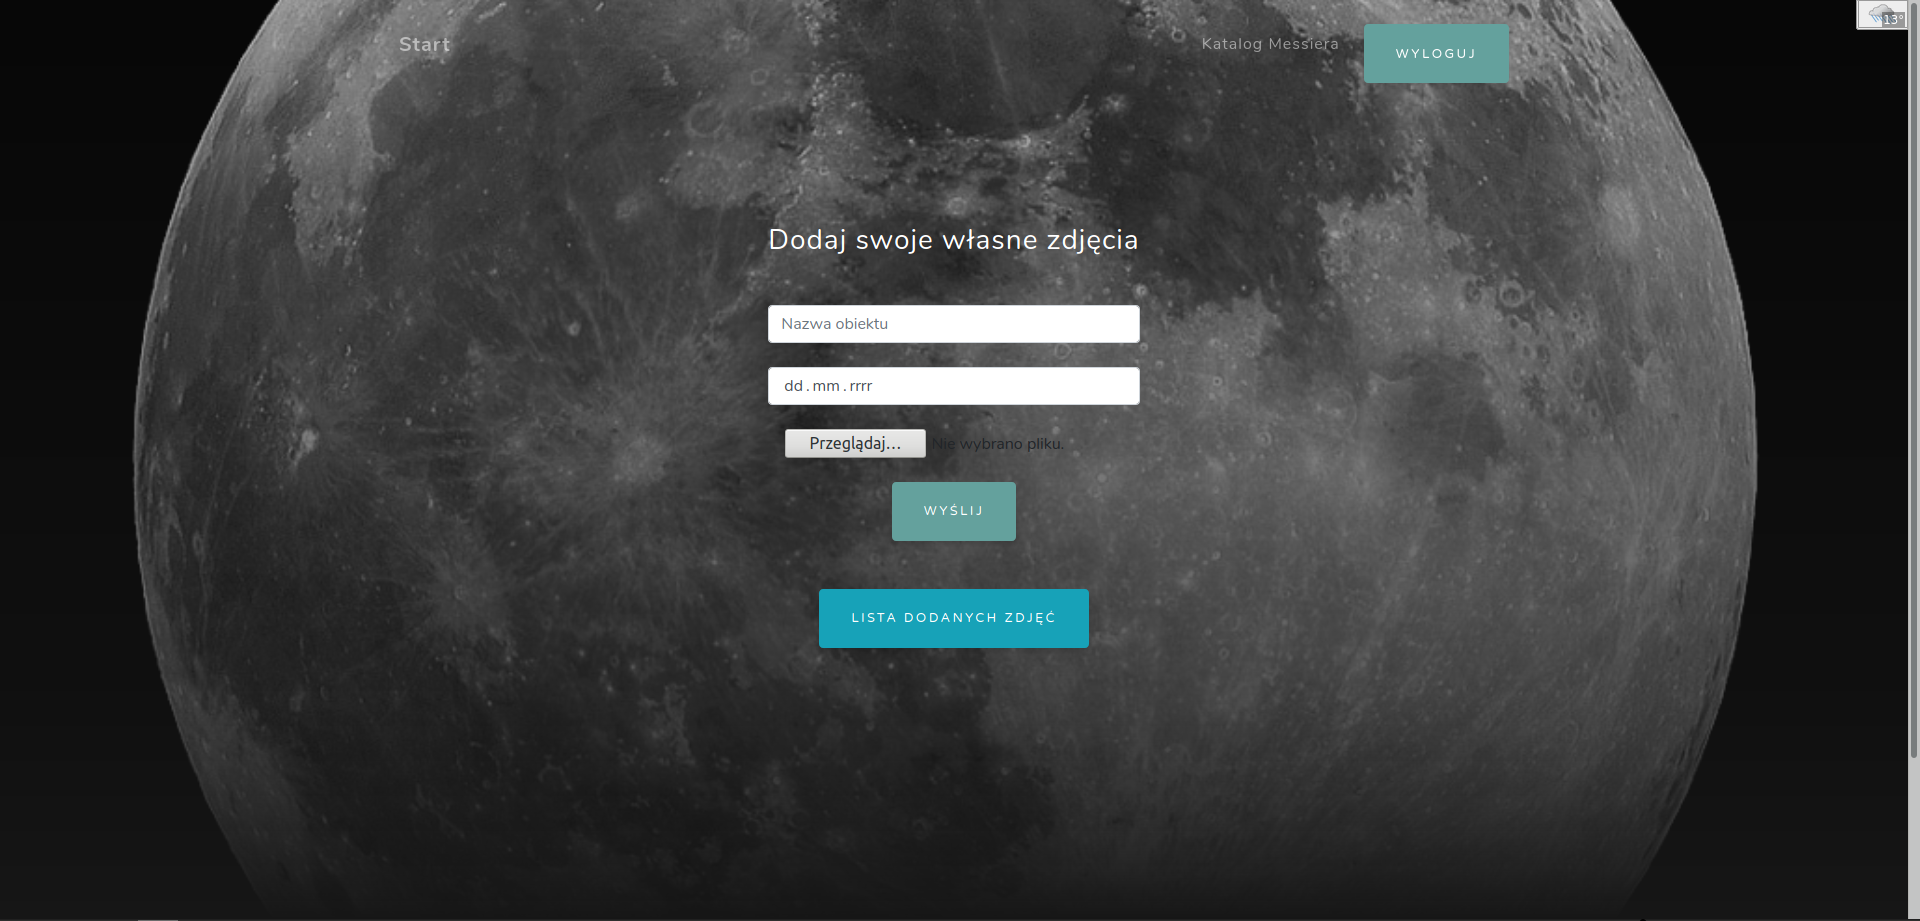 Start
Katalog Messiera
WYLOGUJ
13°
Dodaj swoje własne zdjęcia
Nazwa obiektu
dd.mm.rrrr
Przeglądaj... Nie wybrano pliku.
WYŚLIJ
LISTA DODANYCH ZDJĘĆ